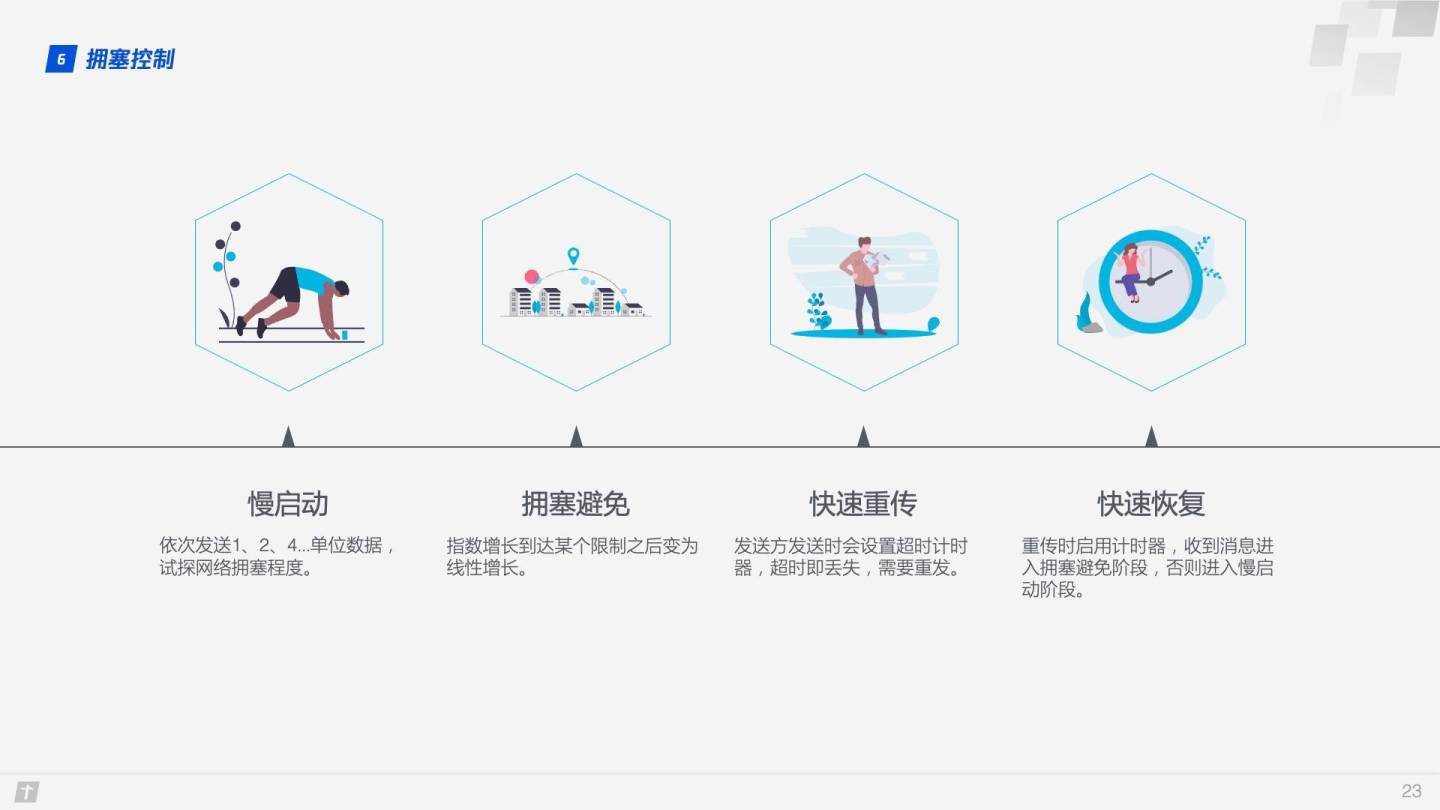 6 拥塞控制
慢启动
依次发送1、2、4...单位数据，
试探网络拥塞程度。
拥塞避免
指数增长到达某个限制之后变为
线性增长。
快速重传
发送方发送时会设置超时计时
器，超时即丢失，需要重发。
快速恢复
重传时启用计时器，收到消息进
入拥塞避免阶段，否则进入慢启
动阶段。
23